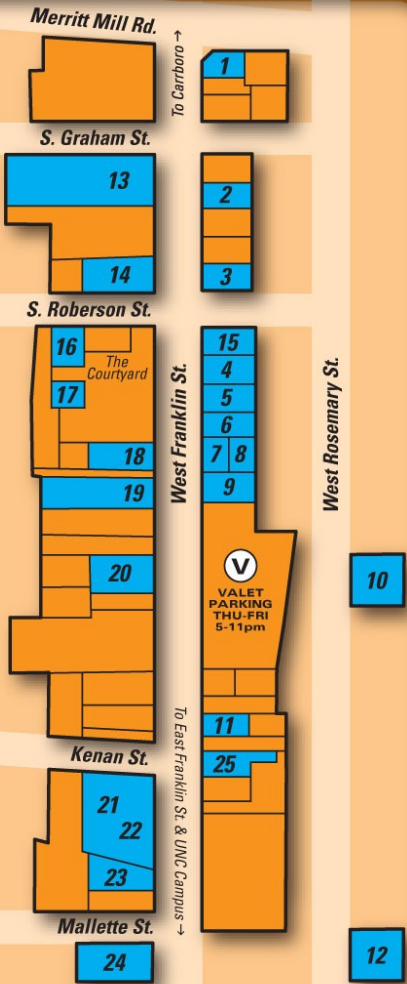 Merritt Mill Rd.
To Carrboro →
1
S. Graham St.
13
2
14
3
S. Roberson St.
15
16
The
Courtyard
4
17
5
6
18
7 8
19
9
West Franklin St.
West Rosemary St.
20
V
VALET
PARKING
THU-FRI
5-11pm
10
11
To East Franklin St. & UNC Campus →
Kenan St.
25
21
22
23
Mallette St.
24
12